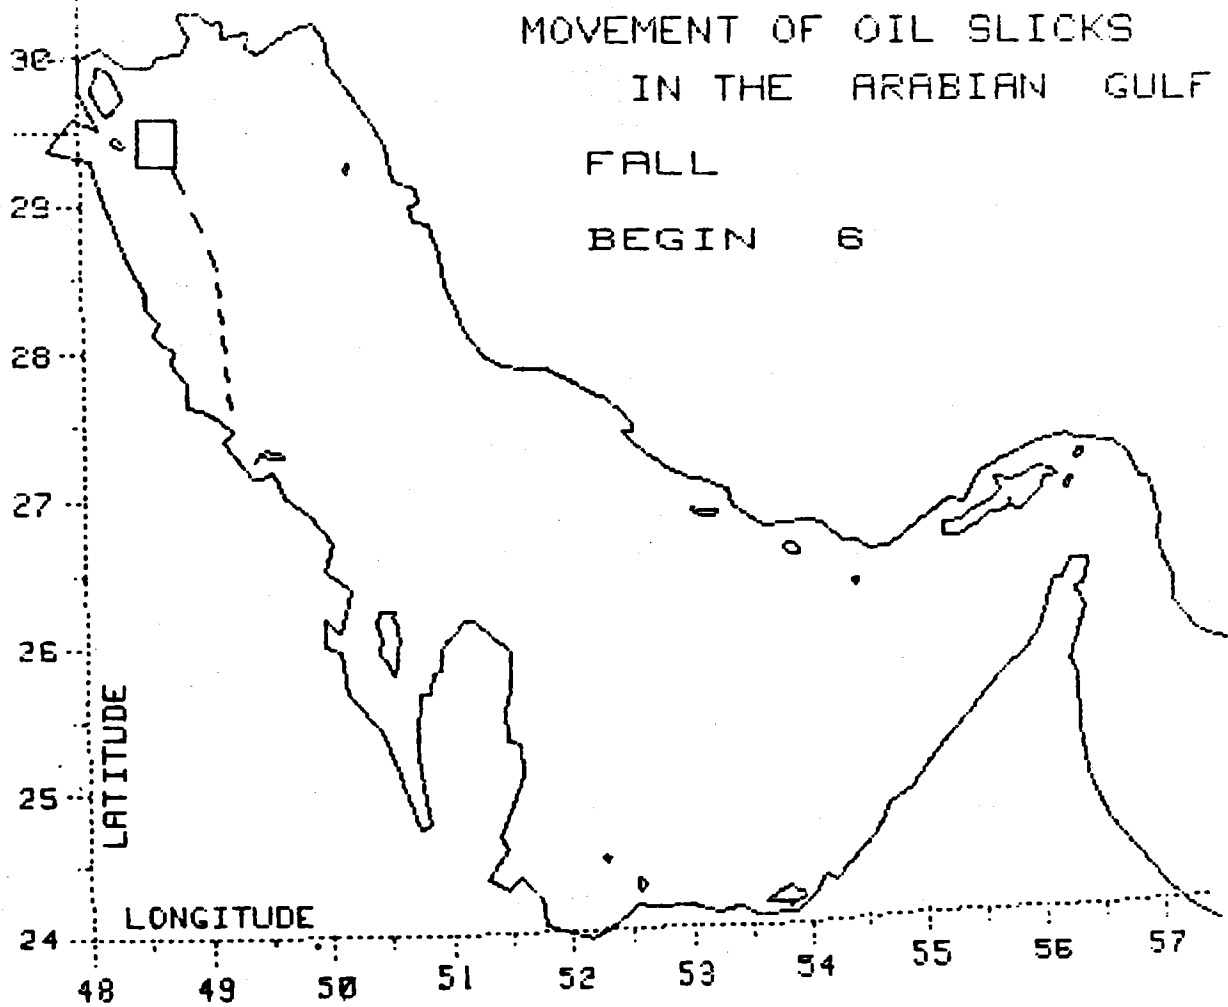 MOVEMENT OF OIL SLICKS
IN THE ARABIAN GULF
FALL
BEGIN 6
30
29
28
27
26
25
24
LATITUDE
LONGITUDE
48 49 50 51 52 53 54 55 56 57